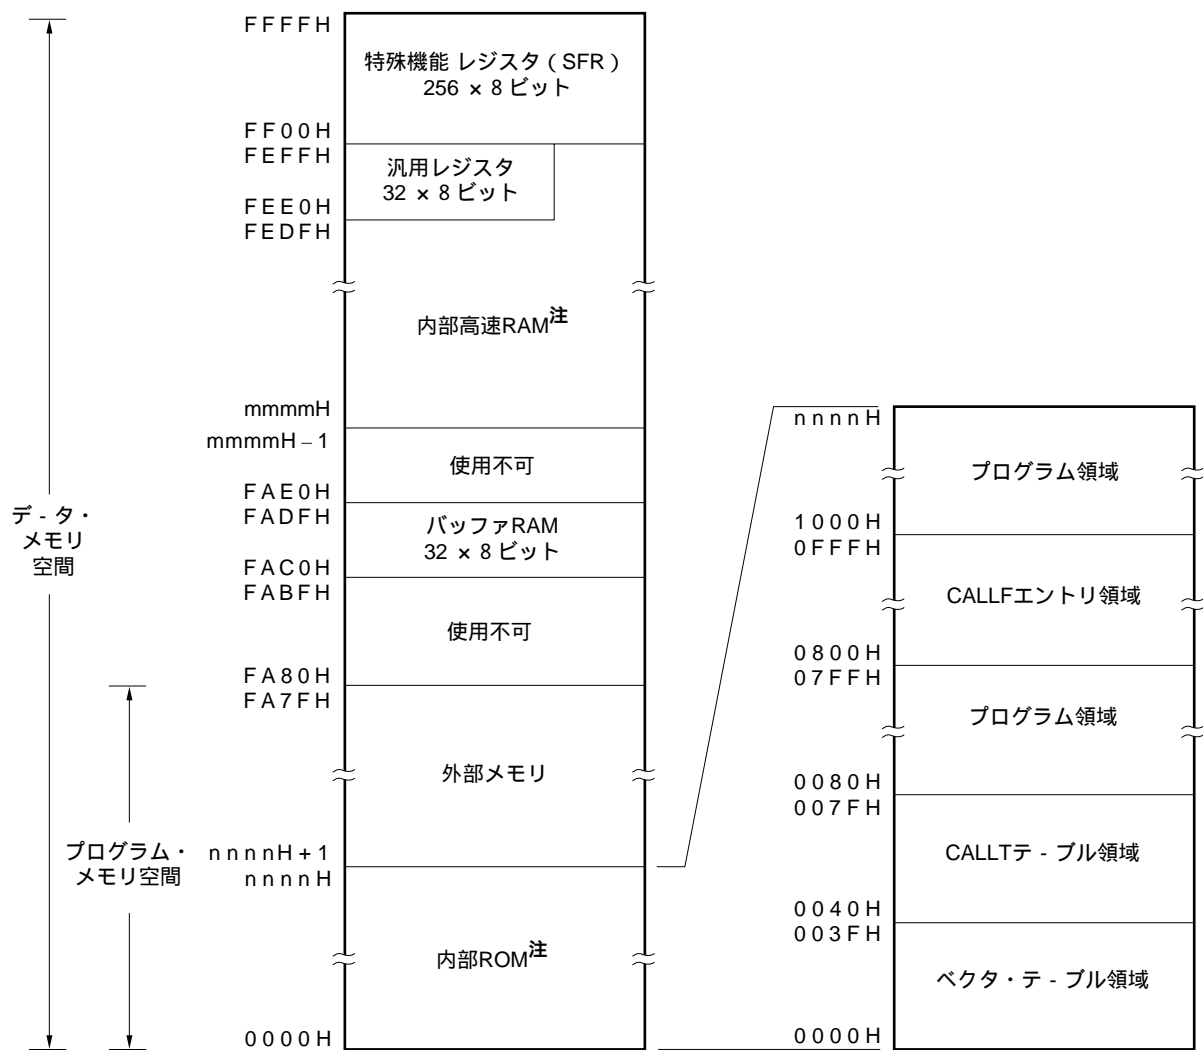 FFFFH
特殊機能 レジスタ ( SFR )
256 × 8 ビット
FF00H
FEFFH
汎用レジスタ
32 × 8 ビット
FEE0H
FEDFH
内部高速RAM注
mmmmH
mmmmH－1
使用不可
FAE0H
FADFH
バッファRAM
32 × 8 ビット
FAC0H
FABFH
使用不可
FA80H
FA7FH
外部メモリ
nnnnH+1
nnnnH
内部ROM注
0000H
デ - タ・
メモリ
空間
プログラム・
メモリ空間
nnnnH
プログラム領域
1000H
0FFFH
CALLFエントリ領域
0800H
07FFH
プログラム領域
0080H
007FH
CALLTテ - ブル領域
0040H
003FH
ベクタ・テ - ブル領域
0000H